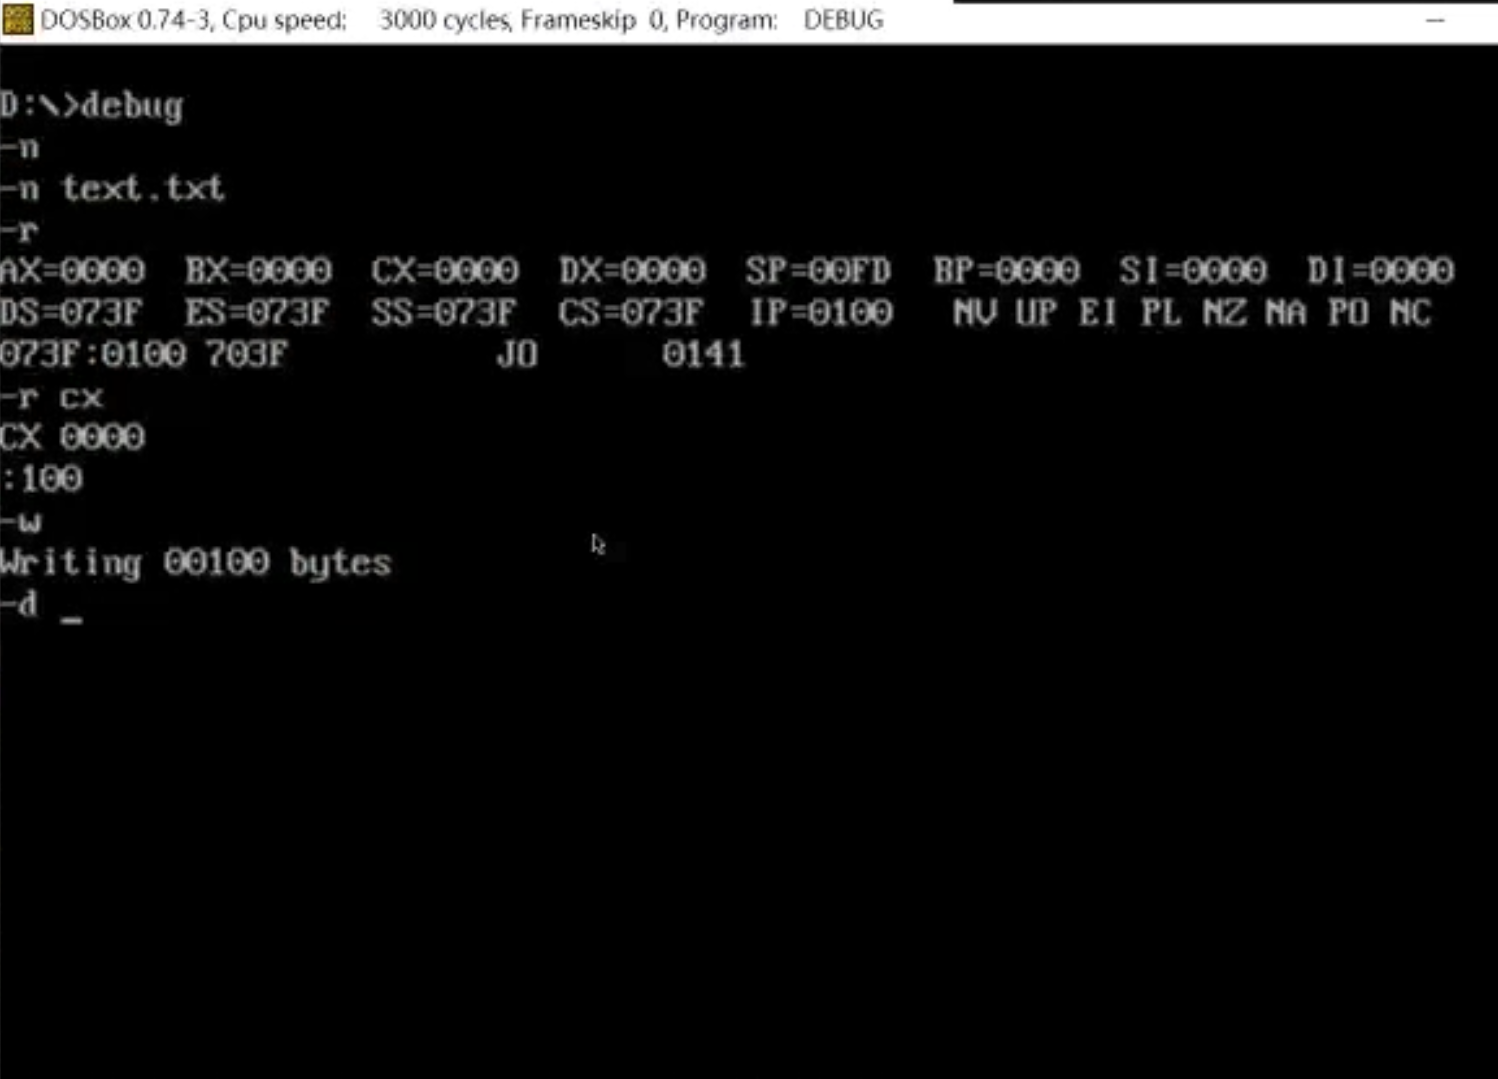 DOSBox 0.74-3, Cpu speed: 3000 cycles, Frameskip 0, Program: DEBUG
D:\>debug
-n
-n text.txt
-r
AX=0000 BX=0000 CX=0000 DX=0000 SP=00FD BP=0000 SI=0000 DI=0000
DS=073F ES=073F SS=073F CS=073F IP=0100 NV UP EI PL NZ NA PO NC
073F:0100 703F JO 0141
-r cx
CX 0000
:100
-w
Writing 00100 bytes
-d _